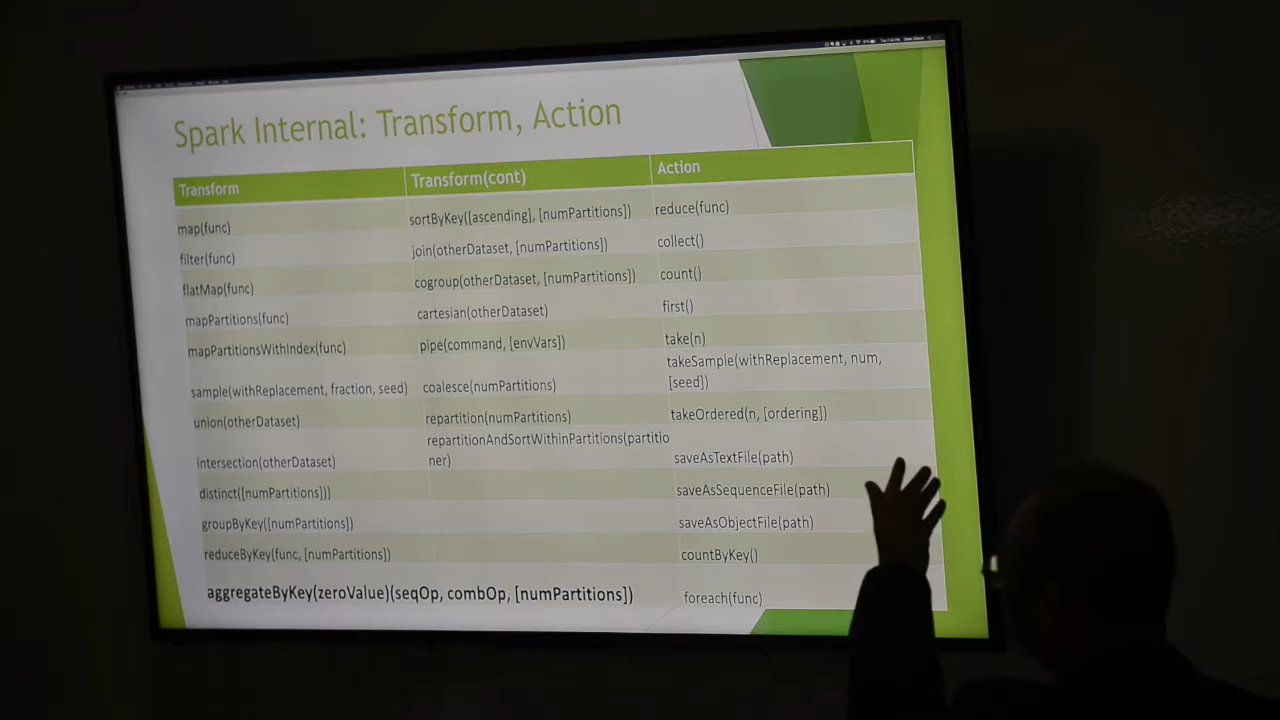 Spark Internal: Transform, Action
Transform
Transform(cont)
Action
map(func)
sortByKey([ascending], [numPartitions])
reduce(func)
filter(func)
join(otherDataset, [numPartitions])
collect()
flatMap(func)
cogroup(otherDataset, [numPartitions])
count()
mapPartitions(func)
cartesian(otherDataset)
first()
mapPartitionsWithIndex(func)
pipe(command, [envVars])
take(n)
sample(withReplacement, fraction, seed)
coalesce(numPartitions)
takeSample(withReplacement, num,
[seed])
union(otherDataset)
repartition(numPartitions)
takeOrdered(n, [ordering])
intersection(otherDataset)
repartitionAndSortWithinPartitions(partitio
ner)
saveAsTextFile(path)
distinct([numPartitions]))
saveAsSequenceFile(path)
groupByKey([numPartitions])
saveAsObjectFile(path)
reduceByKey(func, [numPartitions])
countByKey()
aggregateByKey(zeroValue)(seqOp, combOp, [numPartitions])
foreach(func)